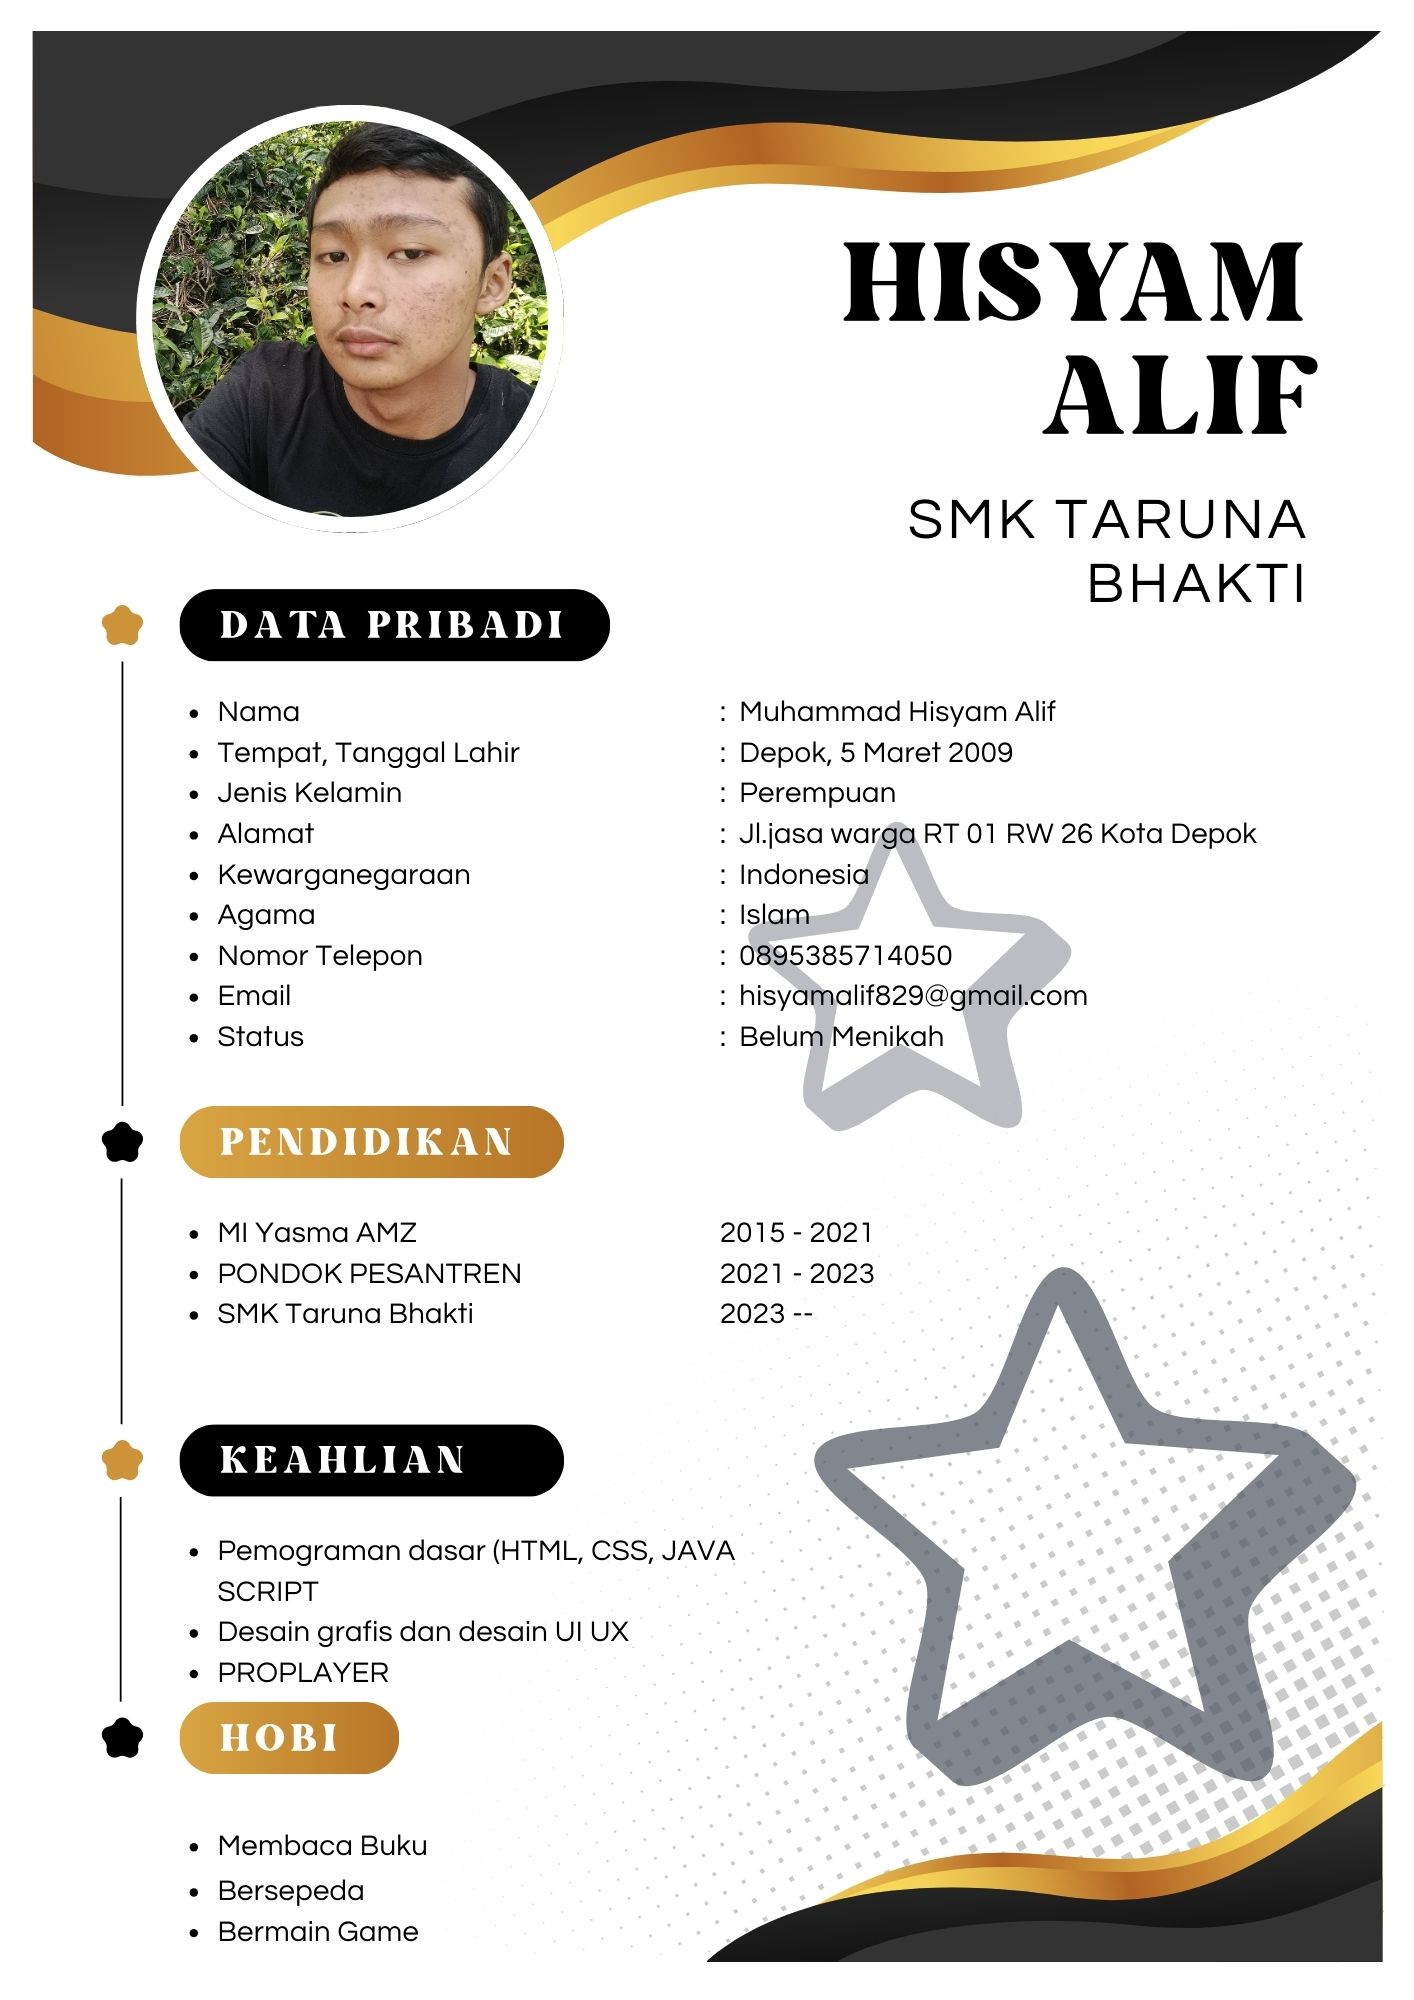 HISYAM
ALIF
SMK TARUNA
BHAKTI
DATA PRIBADI
• Nama : Muhammad Hisyam Alif
• Tempat, Tanggal Lahir : Depok, 5 Maret 2009
• Jenis Kelamin : Perempuan
• Alamat : Jl.jasa warga RT 01 RW 26 Kota Depok
• Kewarganegaraan : Indonesia
• Agama : Islam
• Nomor Telepon : 0895385714050
• Email : hisyamalif829@gmail.com
• Status : Belum Menikah
PENDIDIKAN
• MI Yasma AMZ 2015 - 2021
• PONDOK PESANTREN 2021 - 2023
• SMK Taruna Bhakti 2023 --
KEAHLIAN
• Pemograman dasar (HTML, CSS, JAVA
SCRIPT
• Desain grafis dan desain UI UX
• PROPLAYER
HOBI
• Membaca Buku
• Bersepeda
• Bermain Game